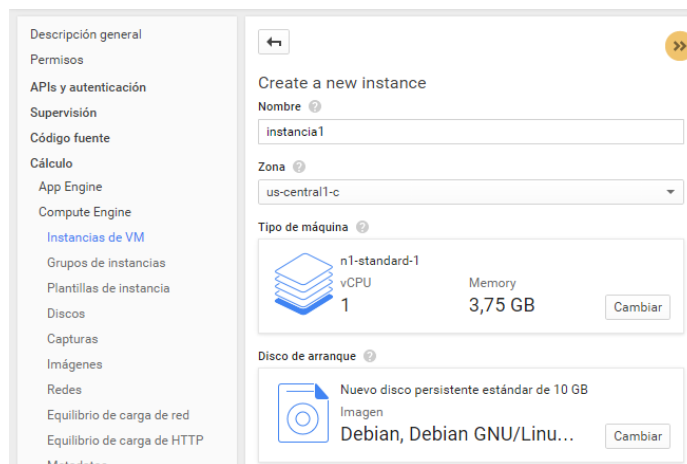 Descripción general
Permisos
APIs y autenticación
Supervisión
Código fuente
Cálculo
App Engine
Compute Engine
Instancias de VM
Grupos de instancias
Plantillas de instancia
Discos
Capturas
Imágenes
Redes
Equilibrio de carga de red
Equilibrio de carga de HTTP
Metadatos
Create a new instance
Nombre
instancia1
Zona
us-central1-c
Tipo de máquina
n1-standard-1
vCPU
1
Memory
3,75 GB
Cambiar
Disco de arranque
Nuevo disco persistente estándar de 10 GB
Imagen
Debian, Debian GNU/Linu...
Cambiar